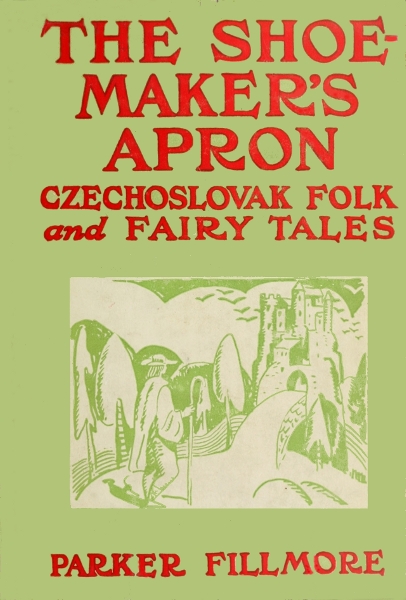 THE SHOE-
MAKER'S
APRON
CZECHOSLOVAK FOLK
and FAIRY TALES
PARKER FILLMORE